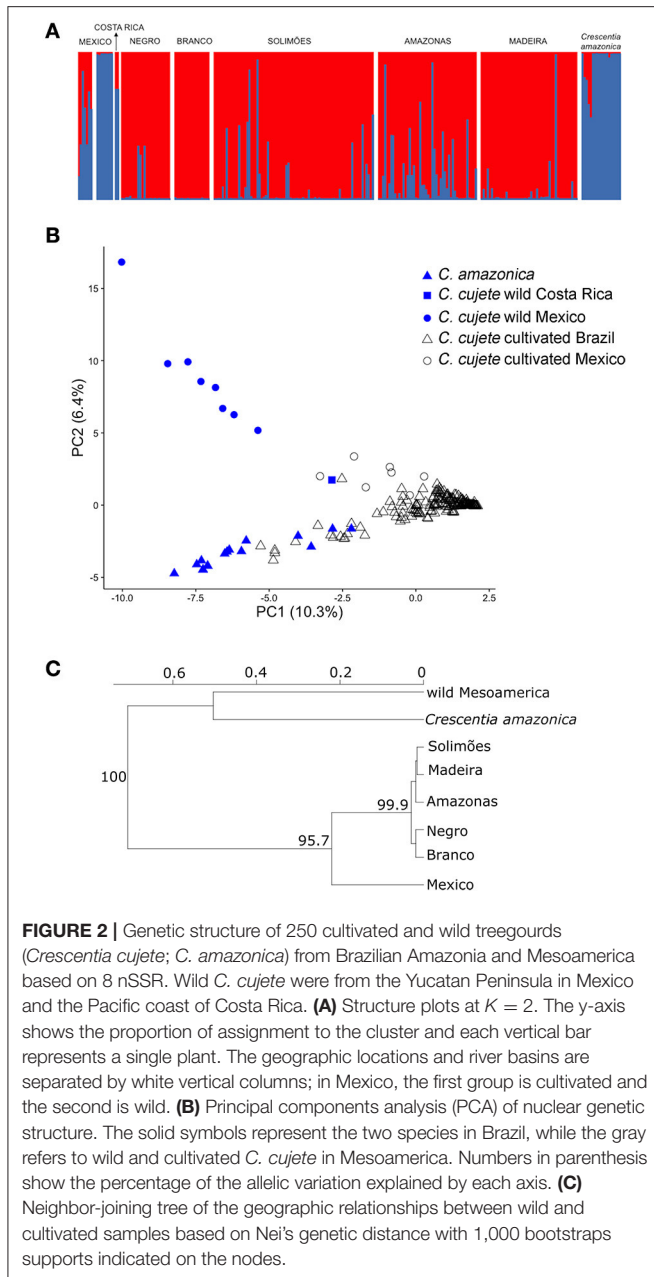 A
COSTA RICA
MEXICO NEGRO BRANCO SOLIMÕES AMAZONAS MADEIRA Crescentia amazonica
B
C. amazonica
C. cujete wild Costa Rica
C. cujete wild Mexico
C. cujete cultivated Brazil
C. cujete cultivated Mexico
PC2 (6.4%)
15
10
5
0
-5
-10.0 -7.5 -5.0 -2.5 0.0 2.5
PC1 (10.3%)
C
0.6 0.4 0.2 0
wild Mesoamerica
Crescentia amazonica
Solimões
Madeira
Amazonas
Negro
Branco
Mexico
100
99.9
95.7
FIGURE 2 | Genetic structure of 250 cultivated and wild treegourds
(Crescentia cujete; C. amazonica) from Brazilian Amazonia and Mesoamerica
based on 8 nSSR. Wild C. cujete were from the Yucatan Peninsula in Mexico
and the Pacific coast of Costa Rica. (A) Structure plots at K = 2. The y-axis
shows the proportion of assignment to the cluster and each vertical bar
represents a single plant. The geographic locations and river basins are
separated by white vertical columns; in Mexico, the first group is cultivated and
the second is wild. (B) Principal components analysis (PCA) of nuclear genetic
structure. The solid symbols represent the two species in Brazil, while the gray
refers to wild and cultivated C. cujete in Mesoamerica. Numbers in parenthesis
show the percentage of the allelic variation explained by each axis. (C)
Neighbor-joining tree of the geographic relationships between wild and
cultivated samples based on Nei's genetic distance with 1,000 bootstraps
supports indicated on the nodes.